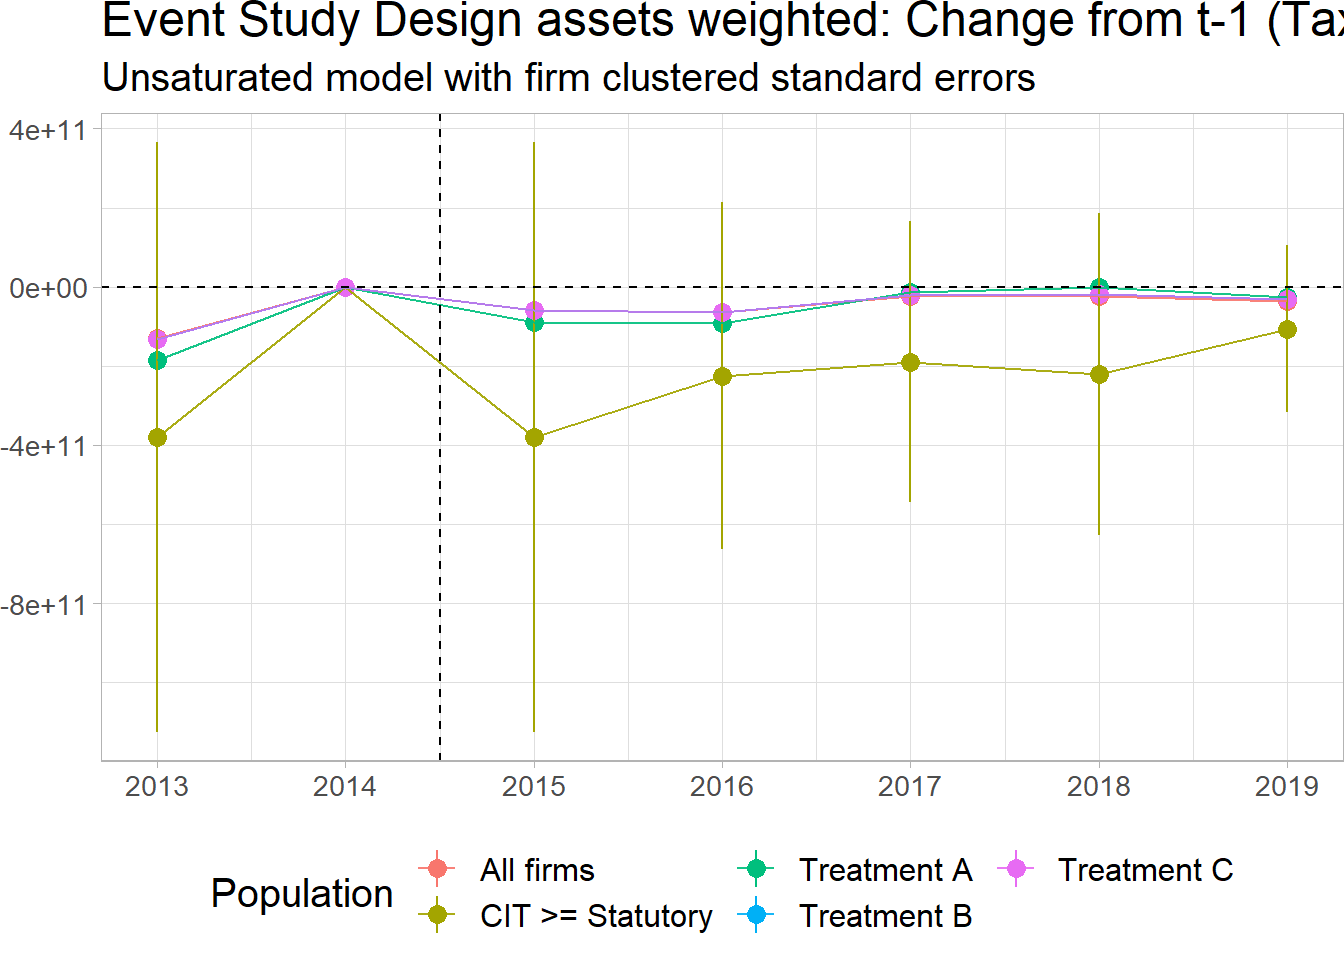 Event Study Design assets weighted: Change from t-1 (Tax
Unsaturated model with firm clustered standard errors
4e+11
0e+00
-4e+11
-8e+11
2013 2014 2015 2016 2017 2018 2019
Population
All firms Treatment A Treatment C
CIT >= Statutory Treatment B